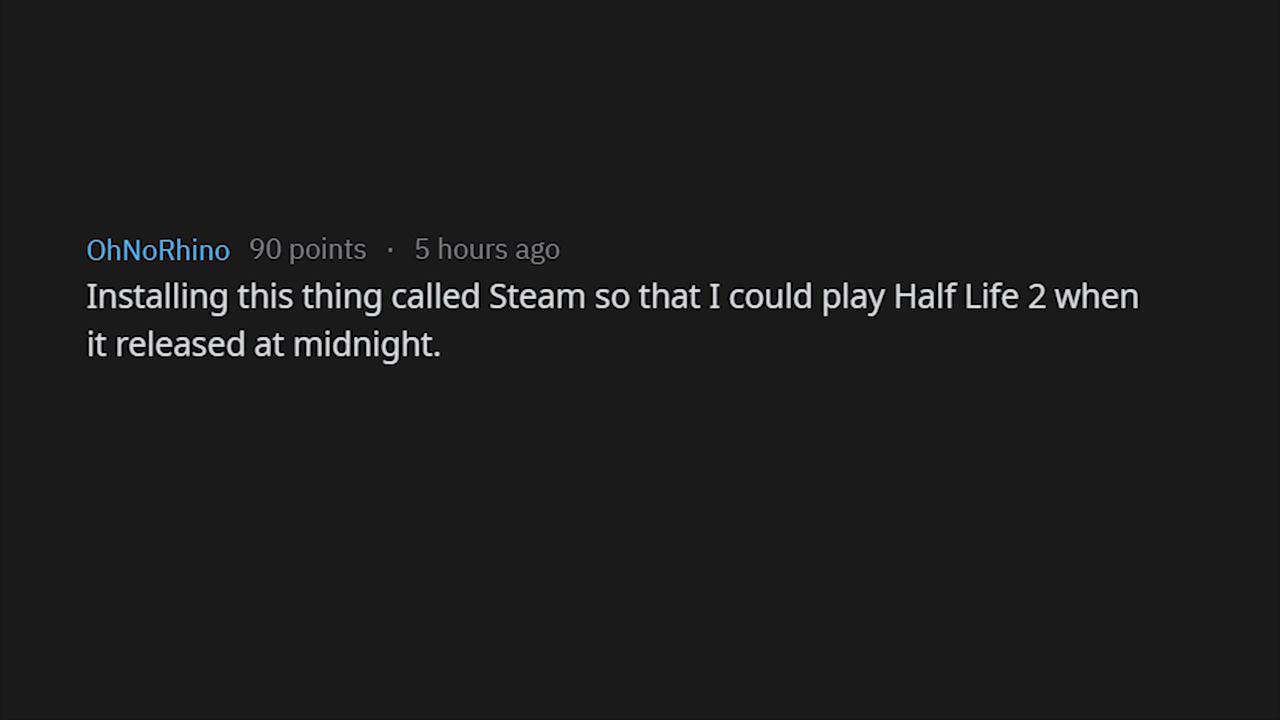 OhNoRhino 90 points · 5 hours ago
Installing this thing called Steam so that I could play Half Life 2 when
it released at midnight.